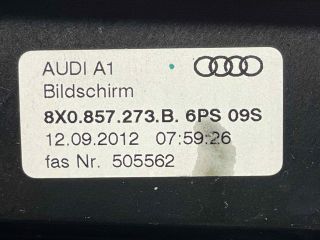 AUDI A1
Bildschirm
8X0.857.273.B. 6PS 09S
12.09.2012 07:59:26
fas Nr. 505562